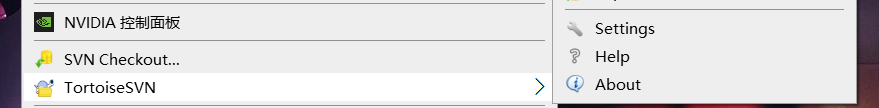 NVIDIA 控制面板
SVN Checkout...
TortoiseSVN
Settings
Help
About